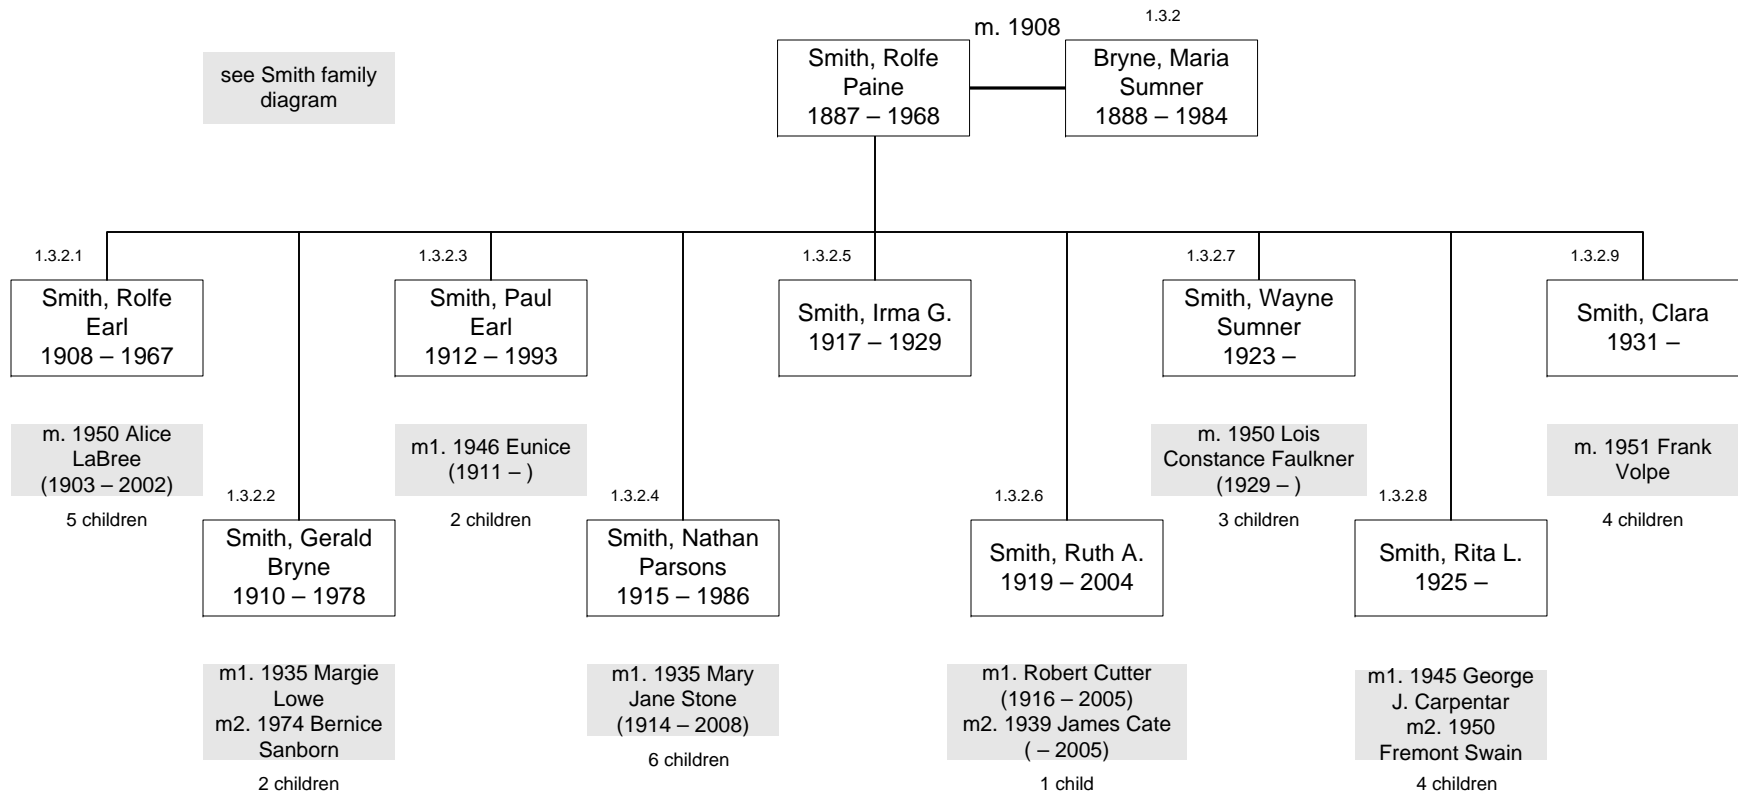 m. 1908
1.3.2
see Smith family
diagram
Smith, Rolfe
Paine
1887 – 1968
Bryne, Maria
Sumner
1888 – 1984
1.3.2.1
Smith, Rolfe
Earl
1908 – 1967
m. 1950 Alice
LaBree
(1903 – 2002)
5 children
1.3.2.2
Smith, Gerald
Bryne
1910 – 1978
m1. 1935 Margie
Lowe
m2. 1974 Bernice
Sanborn
2 children
1.3.2.3
Smith, Paul
Earl
1912 – 1993
m1. 1946 Eunice
(1911 – )
2 children
1.3.2.4
Smith, Nathan
Parsons
1915 – 1986
m1. 1935 Mary
Jane Stone
(1914 – 2008)
6 children
1.3.2.5
Smith, Irma G.
1917 – 1929
1.3.2.6
Smith, Ruth A.
1919 – 2004
m1. Robert Cutter
(1916 – 2005)
m2. 1939 James Cate
( – 2005)
1 child
1.3.2.7
Smith, Wayne
Sumner
1923 –
m. 1950 Lois
Constance Faulkner
(1929 – )
3 children
1.3.2.8
Smith, Rita L.
1925 –
m1. 1945 George
J. Carpentar
m2. 1950
Fremont Swain
4 children
1.3.2.9
Smith, Clara
1931 –
m. 1951 Frank
Volpe
4 children